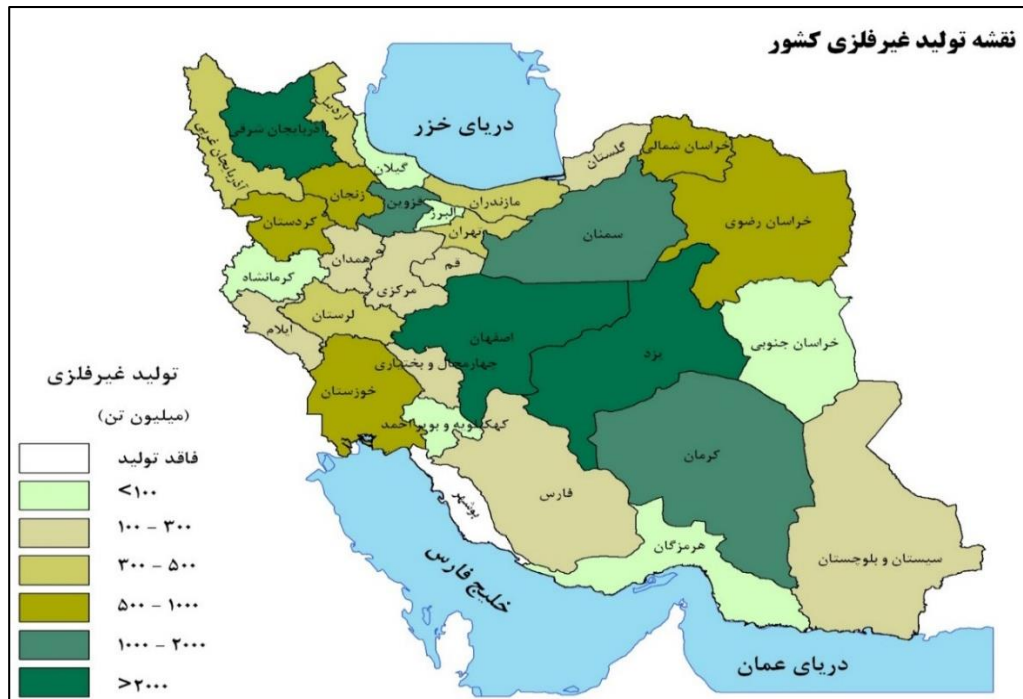 نقشه تولید غیرفلزی کشور
دریای خزر
اردبیل
آذربایجان شرقی
آذربایجان غربی
گیلان
گلستان
خراسان شمالی
زنجان
قزوین
البرز
مازندران
خراسان رضوی
کردستان
تهران
سمنان
همدان
قم
کرمانشاه
مرکزی
لرستان
ایلام
اصفهان
یزد
خراسان جنوبی
چهارمحال و بختیاری
خوزستان
کهکیلویه و بویراحمد
کرمان
فارس
بوشهر
هرمزگان
سیستان و بلوچستان
خلیج فارس
دریای عمان
تولید غیرفلزی
(میلیون تن)
فاقد تولید
<۱۰۰
۱۰۰ – ۳۰۰
۳۰۰ – ۵۰۰
۵۰۰ – ۱۰۰۰
۱۰۰۰ – ۲۰۰۰
>۲۰۰۰